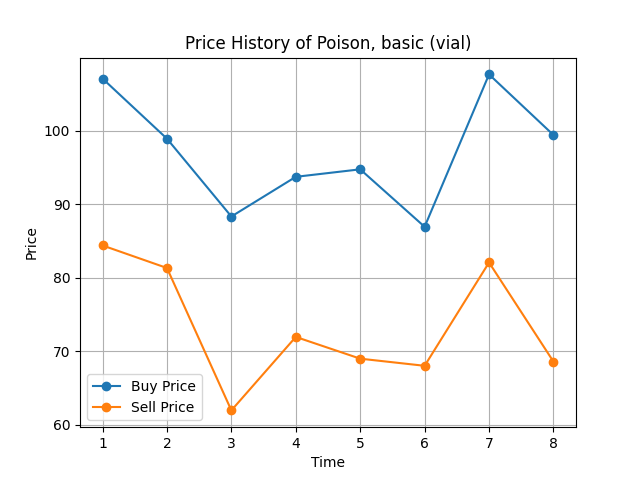 Price History of Poison, basic (vial)
Price
100
90
80
70
60
Buy Price
Sell Price
1 2 3 4 5 6 7 8
Time